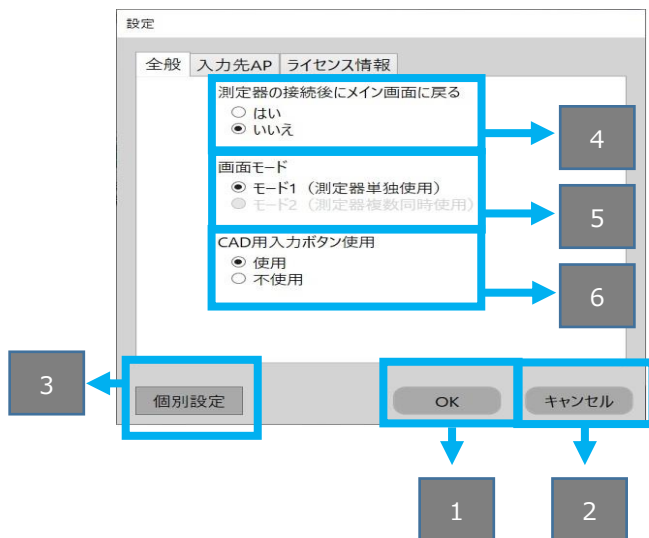 設定
全般 入力先AP ライセンス情報
測定器の接続後にメイン画面に戻る
はい
いいえ
4
画面モード
モード1（測定器単独使用）
モード2（測定器複数同時使用）
5
CAD用入力ボタン使用
使用
不使用
6
3
個別設定 OK キャンセル
1 2